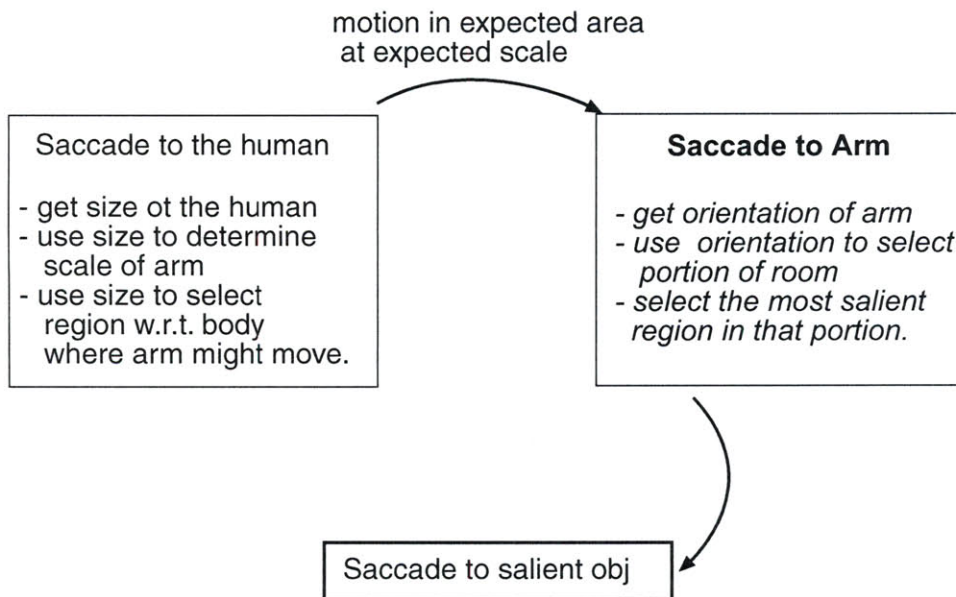 motion in expected area
at expected scale
Saccade to the human
- get size ot the human
- use size to determine
scale of arm
- use size to select
region w.r.t. body
where arm might move.
Saccade to Arm
- get orientation of arm
- use orientation to select
portion of room
- select the most salient
region in that portion.
Saccade to salient obj